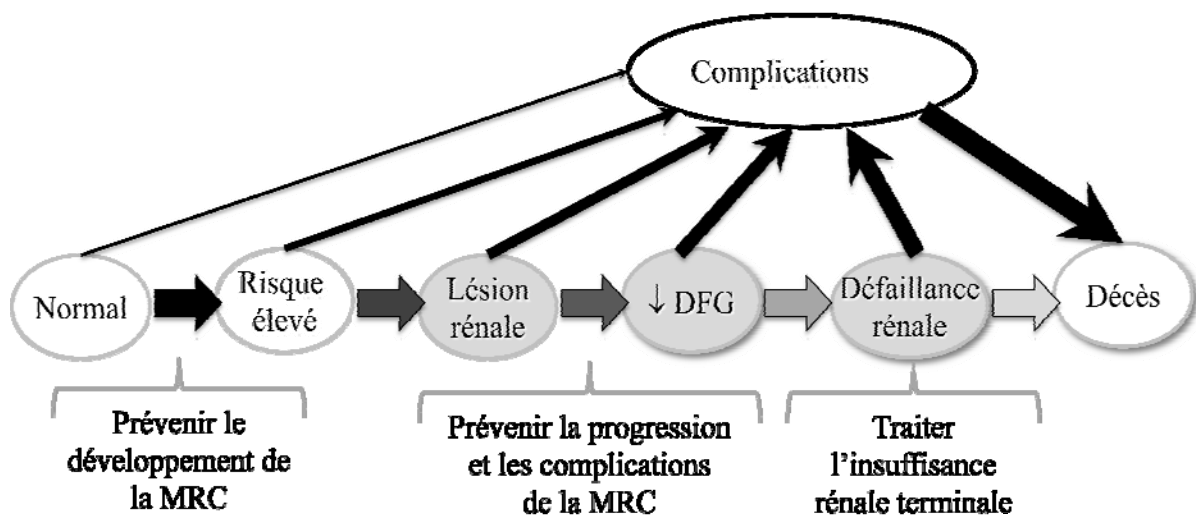 Complications
Normal
Risque
élevé
Lésion
rénale
↓ DFG
Défaillance
rénale
Décès
Prévenir le
développement de
la MRC
Prévenir la progression
et les complications
de la MRC
Traiter
l’insuffisance
rénale terminale